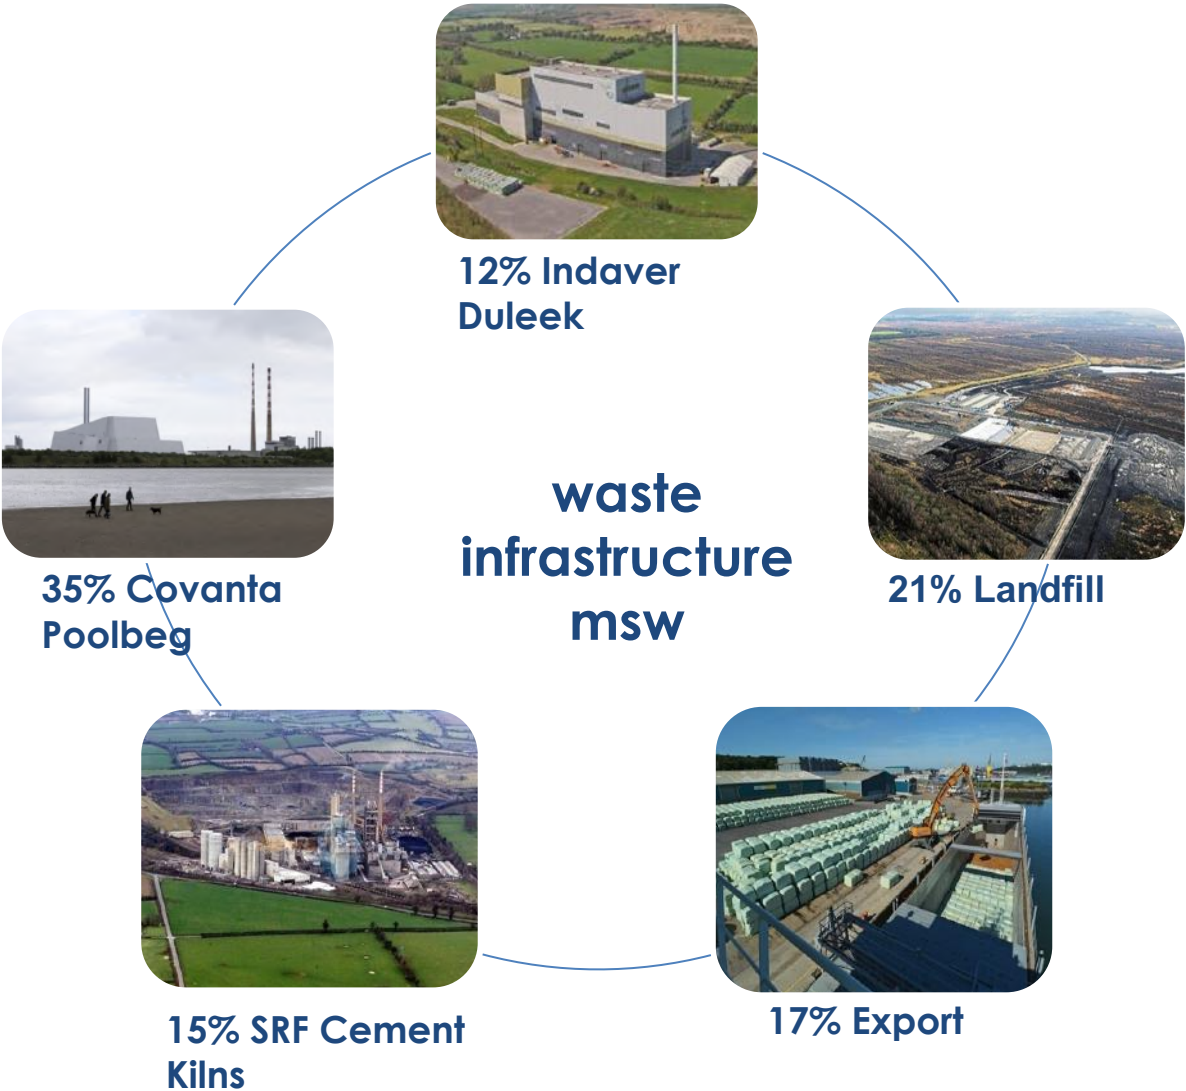 12% Indaver
Duleek
35% Covanta
Poolbeg
waste
infrastructure
msw
21% Landfill
15% SRF Cement
Kilns
17% Export